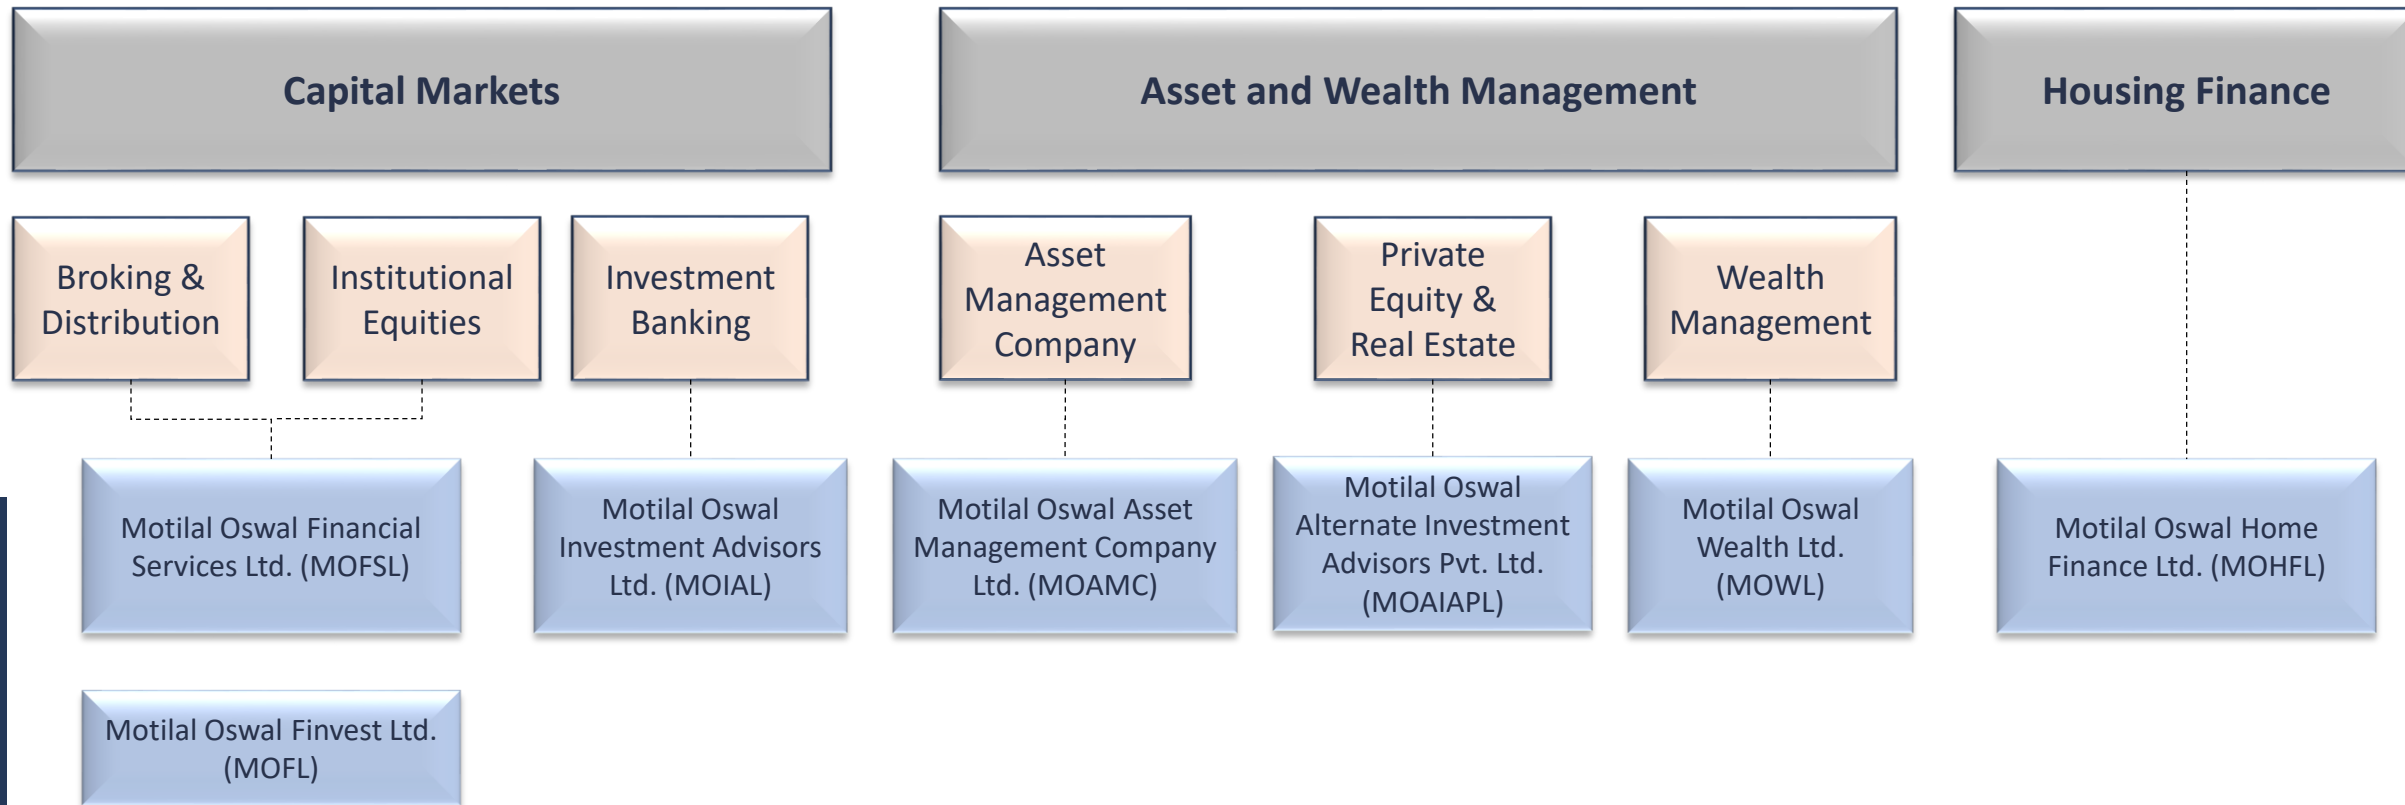 Capital Markets
Asset and Wealth Management
Housing Finance
Broking &
Distribution
Institutional
Equities
Investment
Banking
Asset
Management
Company
Private
Equity &
Real Estate
Wealth
Management
Motilal Oswal Financial
Services Ltd. (MOFSL)
Motilal Oswal
Investment Advisors
Ltd. (MOIAL)
Motilal Oswal Asset
Management Company
Ltd. (MOAMC)
Motilal Oswal
Alternate Investment
Advisors Pvt. Ltd.
(MOAIAPL)
Motilal Oswal
Wealth Ltd.
(MOWL)
Motilal Oswal Home
Finance Ltd. (MOHFL)
Motilal Oswal Finvest Ltd.
(MOFL)